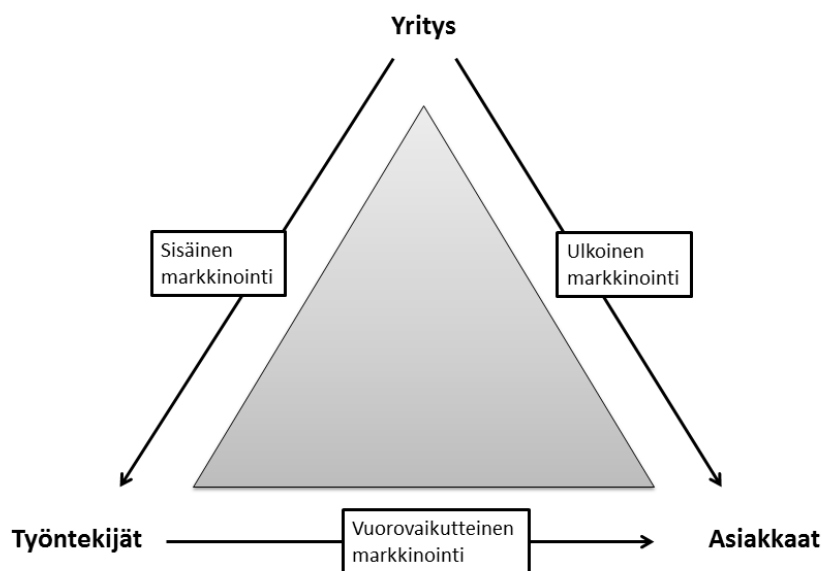 Yritys
Sisäinen
markkinointi
Ulkoinen
markkinointi
Työntekijät
Vuorovaikutteinen
markkinointi
Asiakkaat